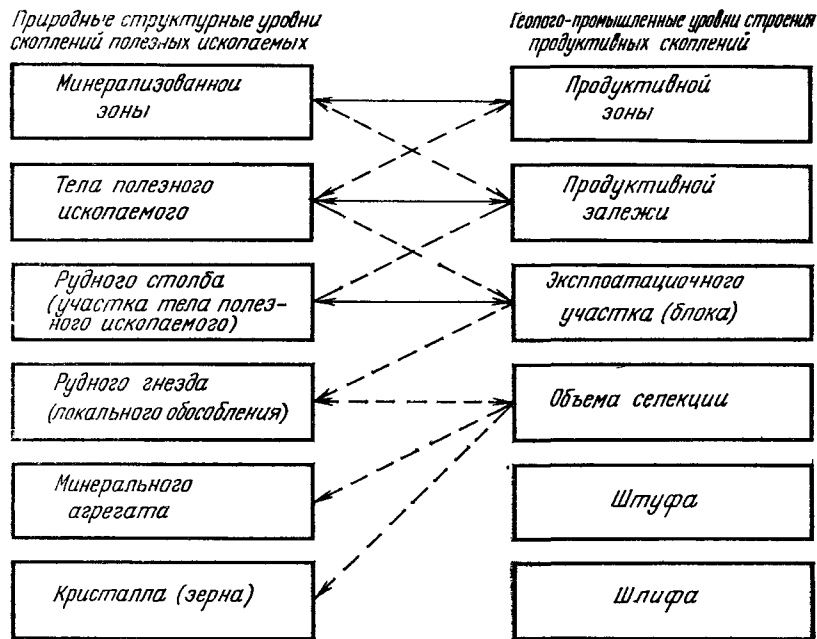 Природные структурные уровни
скоплений полезных ископаемых
Минерализованной
зоны
Тела полезного
ископаемого
Рудного столба
(участка тела полез-
ного ископаемого)
Рудного гнезда
(локального обособления)
Минерального
агрегата
Кристалла (зерна)
Геолого-промышленные уровни строения
продуктивных скоплений
Продуктивной
зоны
Продуктивной
залежи
Эксплоатационного
участка (блока)
Объема селекции
Штуфа
Шлифа